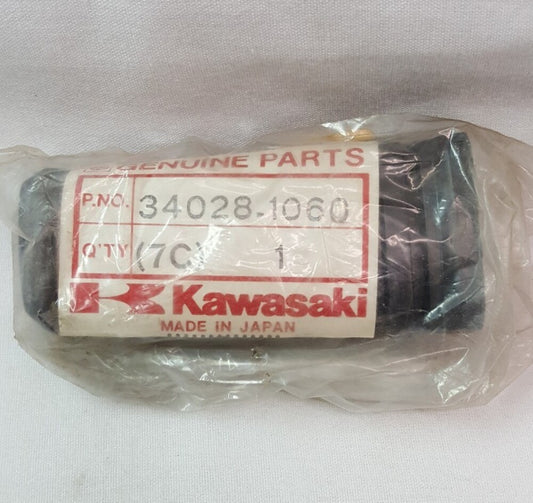 GENUINE PARTS
P.NO. 34028-1060
Q'TY (7C) 1
Kawasaki
MADE IN JAPAN